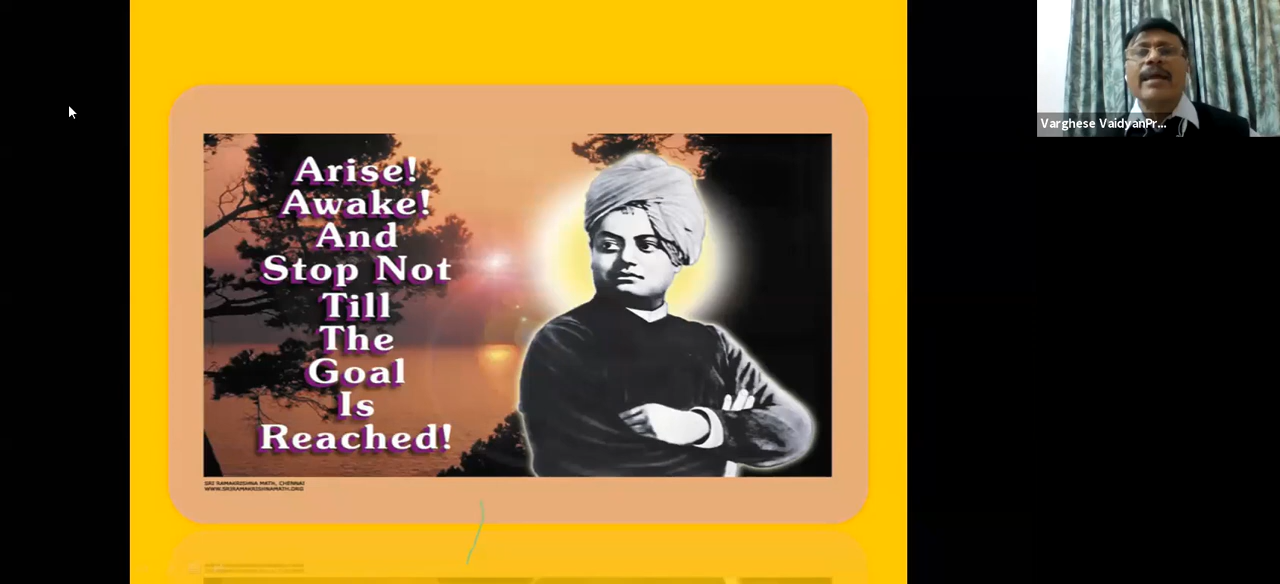 Arise!
Awake!
And
Stop Not
Till
The
Goal
Is
Reached!
SRI RAMAKRISHNA MATH, CHENNAI
WWW.SRIRAMAKRISHNAMATH.ORG
Varghese VaidyanPr...